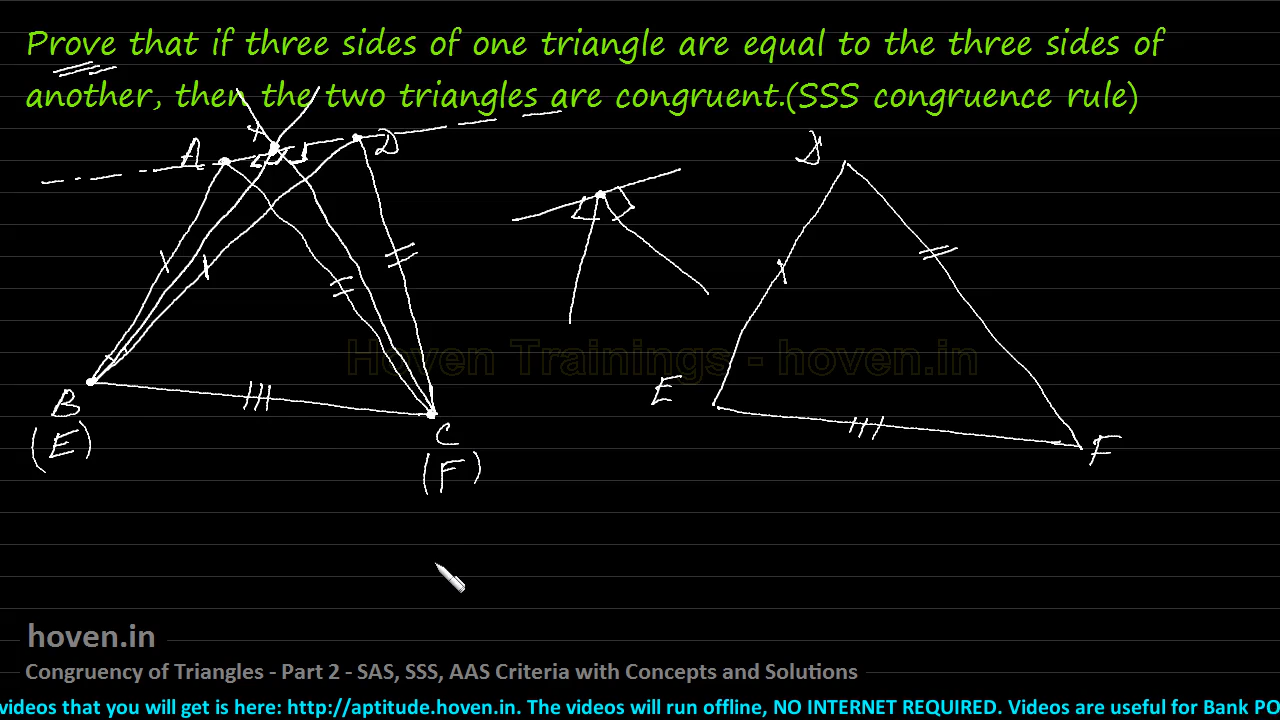 Prove that if three sides of one triangle are equal to the three sides of
another, then the two triangles are congruent.(SSS congruence rule)
A
D
D
Hoven Trainings - hoven.in
E
B
(E)
C
(F)
F
hoven.in
Congruency of Triangles - Part 2 - SAS, SSS, AAS Criteria with Concepts and Solutions
videos that you will get is here: http://aptitude.hoven.in. The videos will run offline, NO INTERNET REQUIRED. Videos are useful for Bank PO